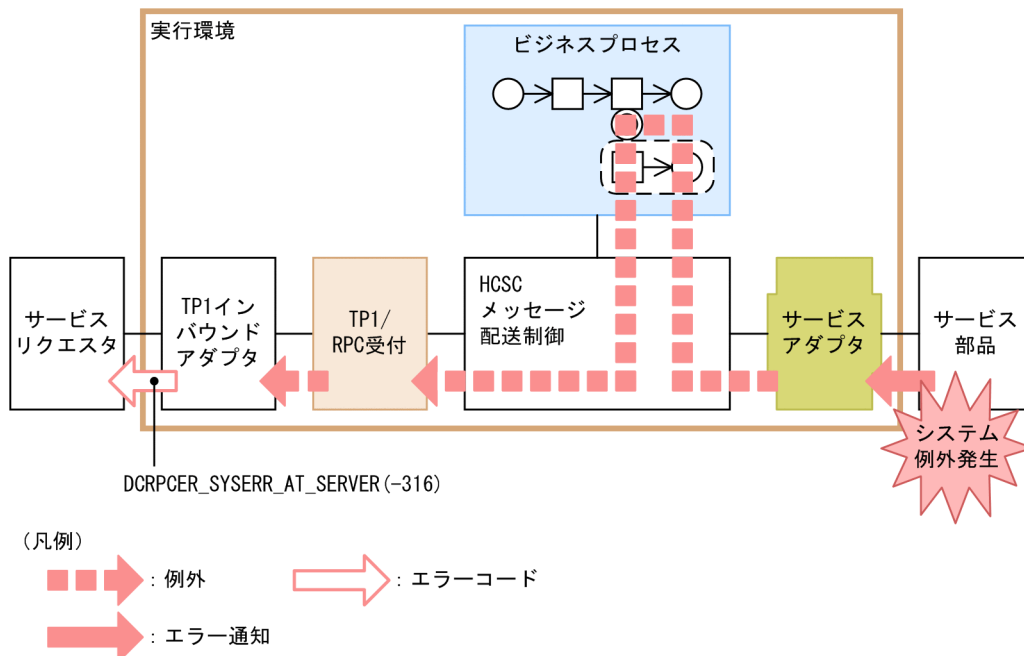 実行環境
ビジネスプロセス
サービス
リクエスタ
TP1イン
バウンド
アダプタ
TP1/
RPC受付
HCSC
メッセージ
配送制御
サービス
アダプタ
サービス
部品
システム
例外発生
DCRPCER_SYSERR_AT_SERVER(-316)
(凡例)
：例外
：エラーコード
：エラー通知